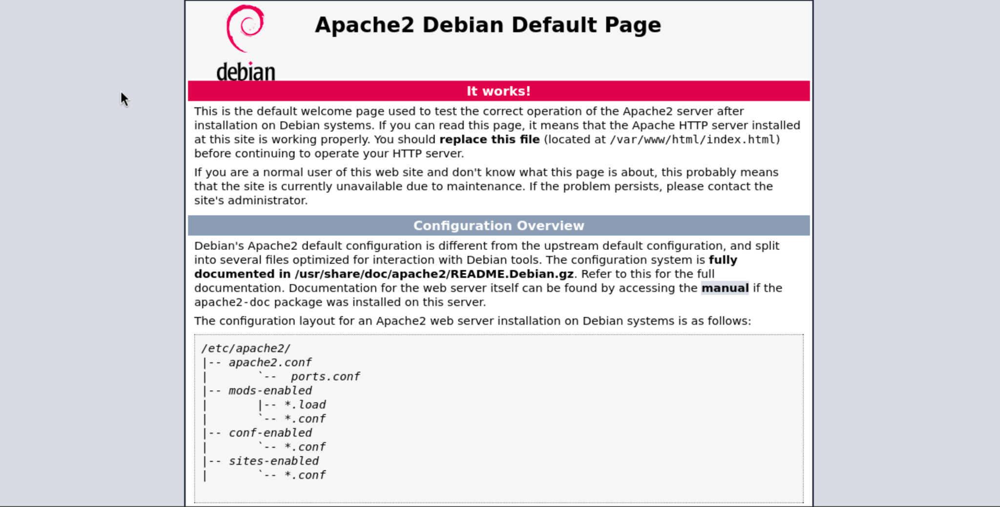 debian
Apache2 Debian Default Page
It works!
This is the default welcome page used to test the correct operation of the Apache2 server after
installation on Debian systems. If you can read this page, it means that the Apache HTTP server installed
at this site is working properly. You should replace this file (located at /var/www/html/index.html)
before continuing to operate your HTTP server.
If you are a normal user of this web site and don't know what this page is about, this probably means
that the site is currently unavailable due to maintenance. If the problem persists, please contact the
site's administrator.
Configuration Overview
Debian's Apache2 default configuration is different from the upstream default configuration, and split
into several files optimized for interaction with Debian tools. The configuration system is fully
documented in /usr/share/doc/apache2/README.Debian.gz. Refer to this for the full
documentation. Documentation for the web server itself can be found by accessing the manual if the
apache2-doc package was installed on this server.
The configuration layout for an Apache2 web server installation on Debian systems is as follows:
/etc/apache2/
|-- apache2.conf
|       `--  ports.conf
|-- mods-enabled
|       |-- *.load
|       `-- *.conf
|-- conf-enabled
|       `-- *.conf
|-- sites-enabled
|       `-- *.conf